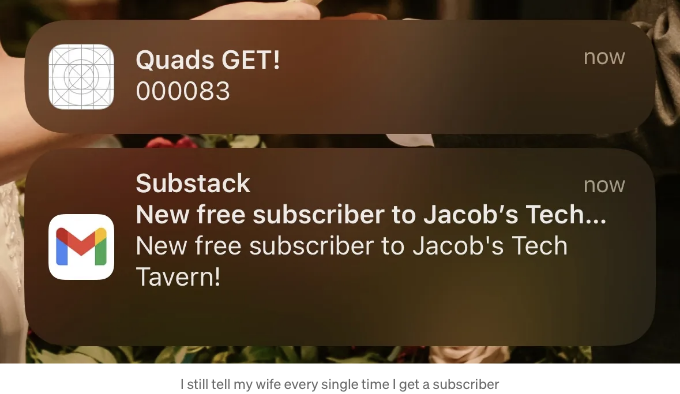 Quads GET!
now
000083
Substack
now
New free subscriber to Jacob’s Tech...
New free subscriber to Jacob's Tech
Tavern!
I still tell my wife every single time I get a subscriber